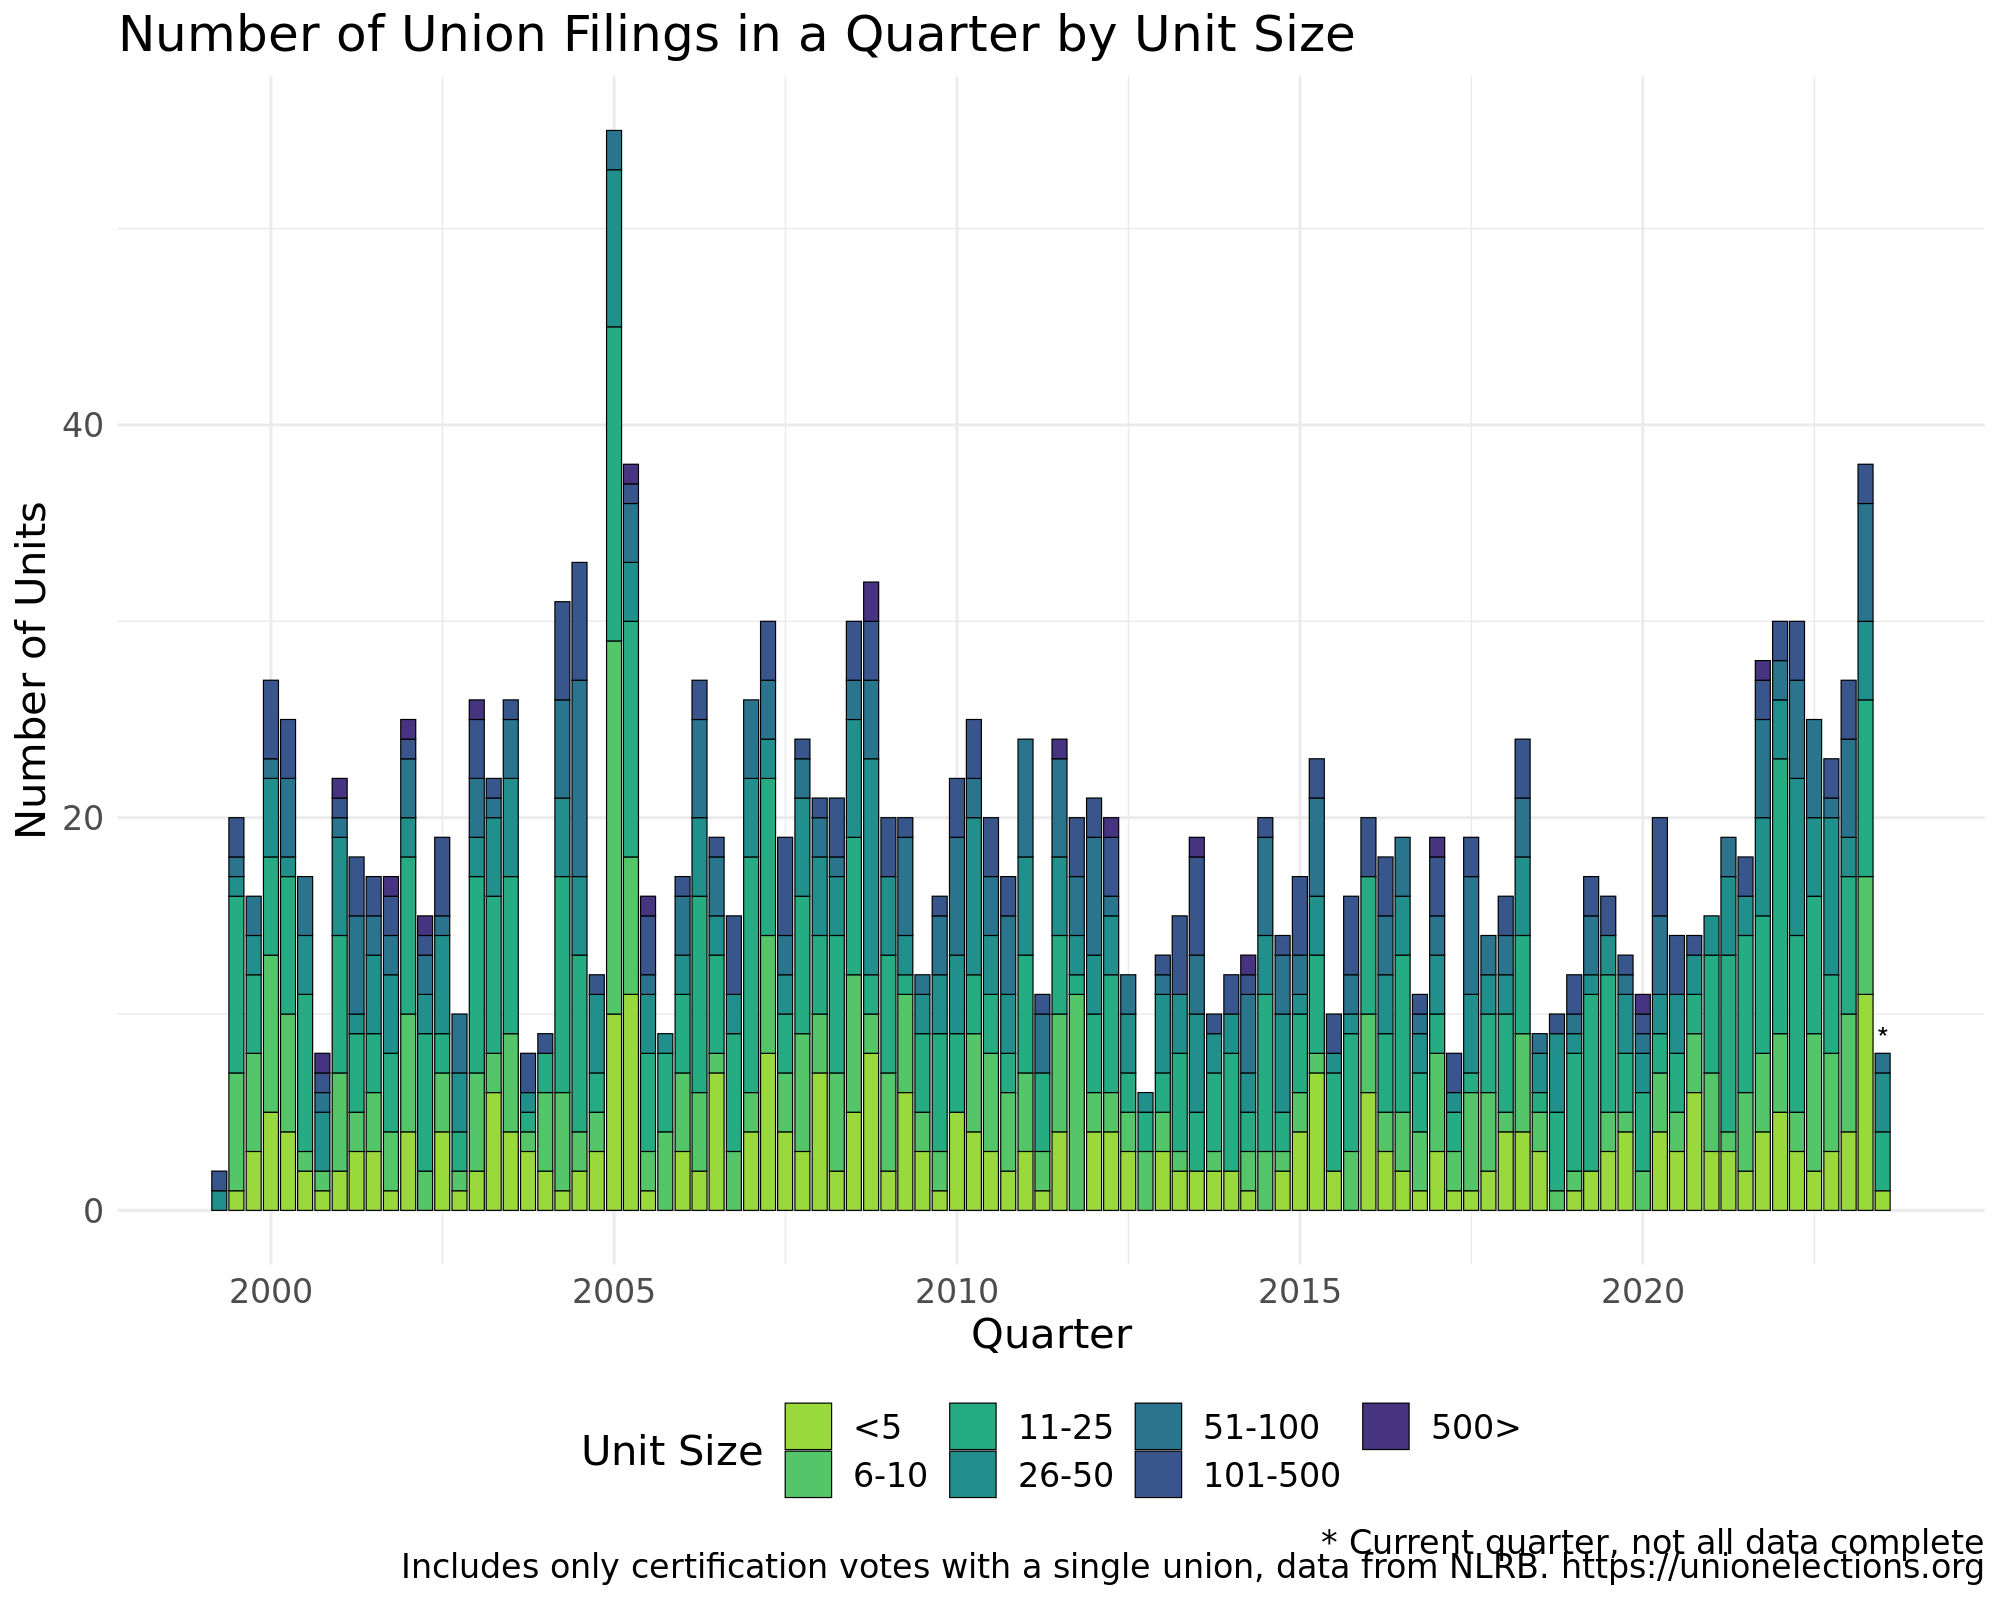 Number of Union Filings in a Quarter by Unit Size
Number of Units
40
20
0
*
2000 2005 2010 2015 2020
Quarter
Unit Size
<5 11-25 51-100 500>
6-10 26-50 101-500
* Current quarter, not all data complete
Includes only certification votes with a single union, data from NLRB. https://unionelections.org